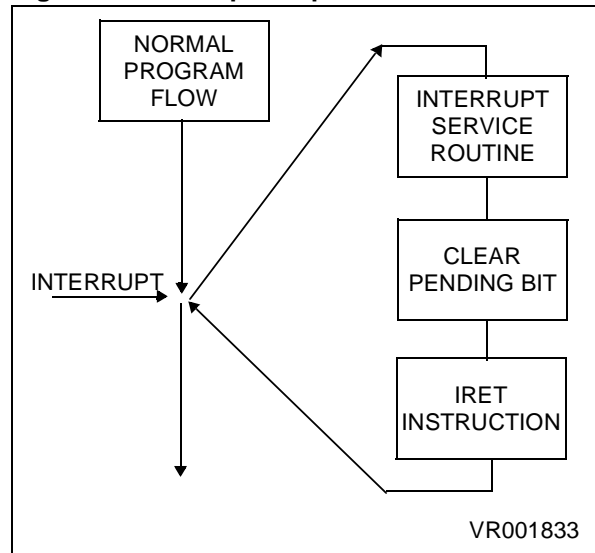 NORMAL
PROGRAM
FLOW
INTERRUPT
SERVICE
ROUTINE
CLEAR
PENDING BIT
INTERRUPT
IRET
INSTRUCTION
VR001833